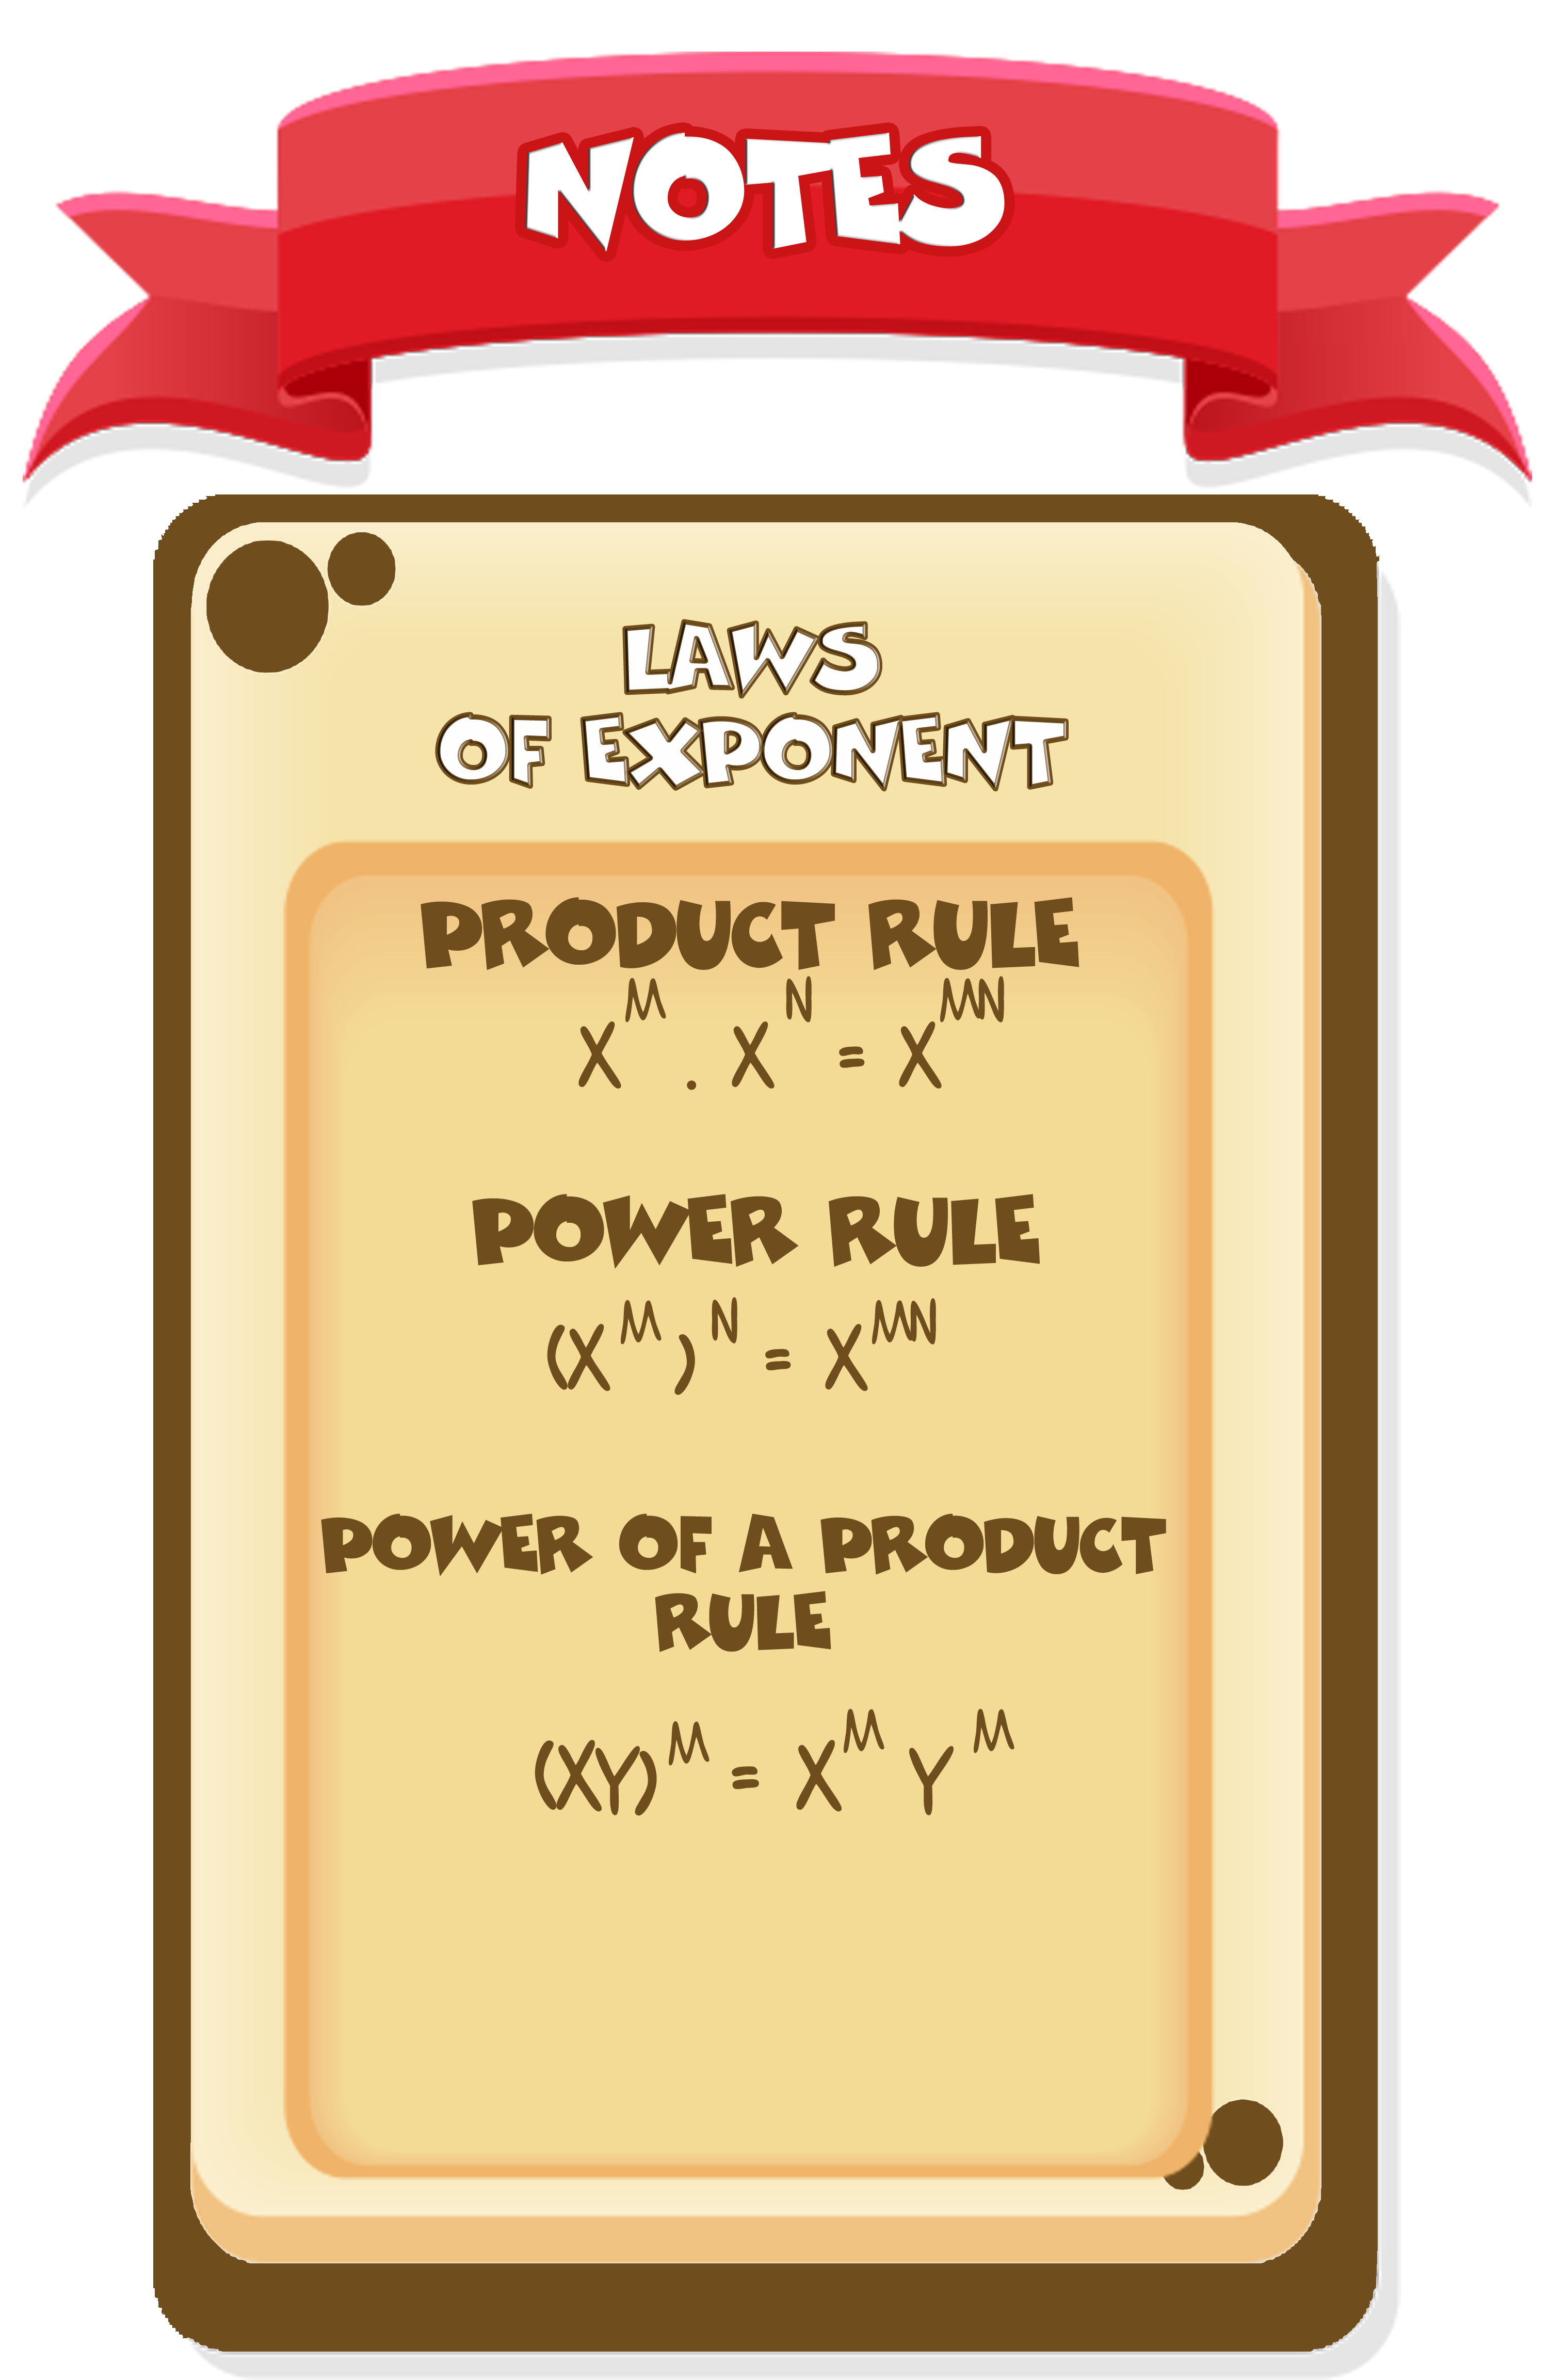 NOTES
LAWS
OF EXPONENT
PRODUCT RULE
X^M . X^N = X^MN
POWER RULE
(X^M)^N = X^MN
POWER OF A PRODUCT
RULE
(XY)^M = X^M Y^M